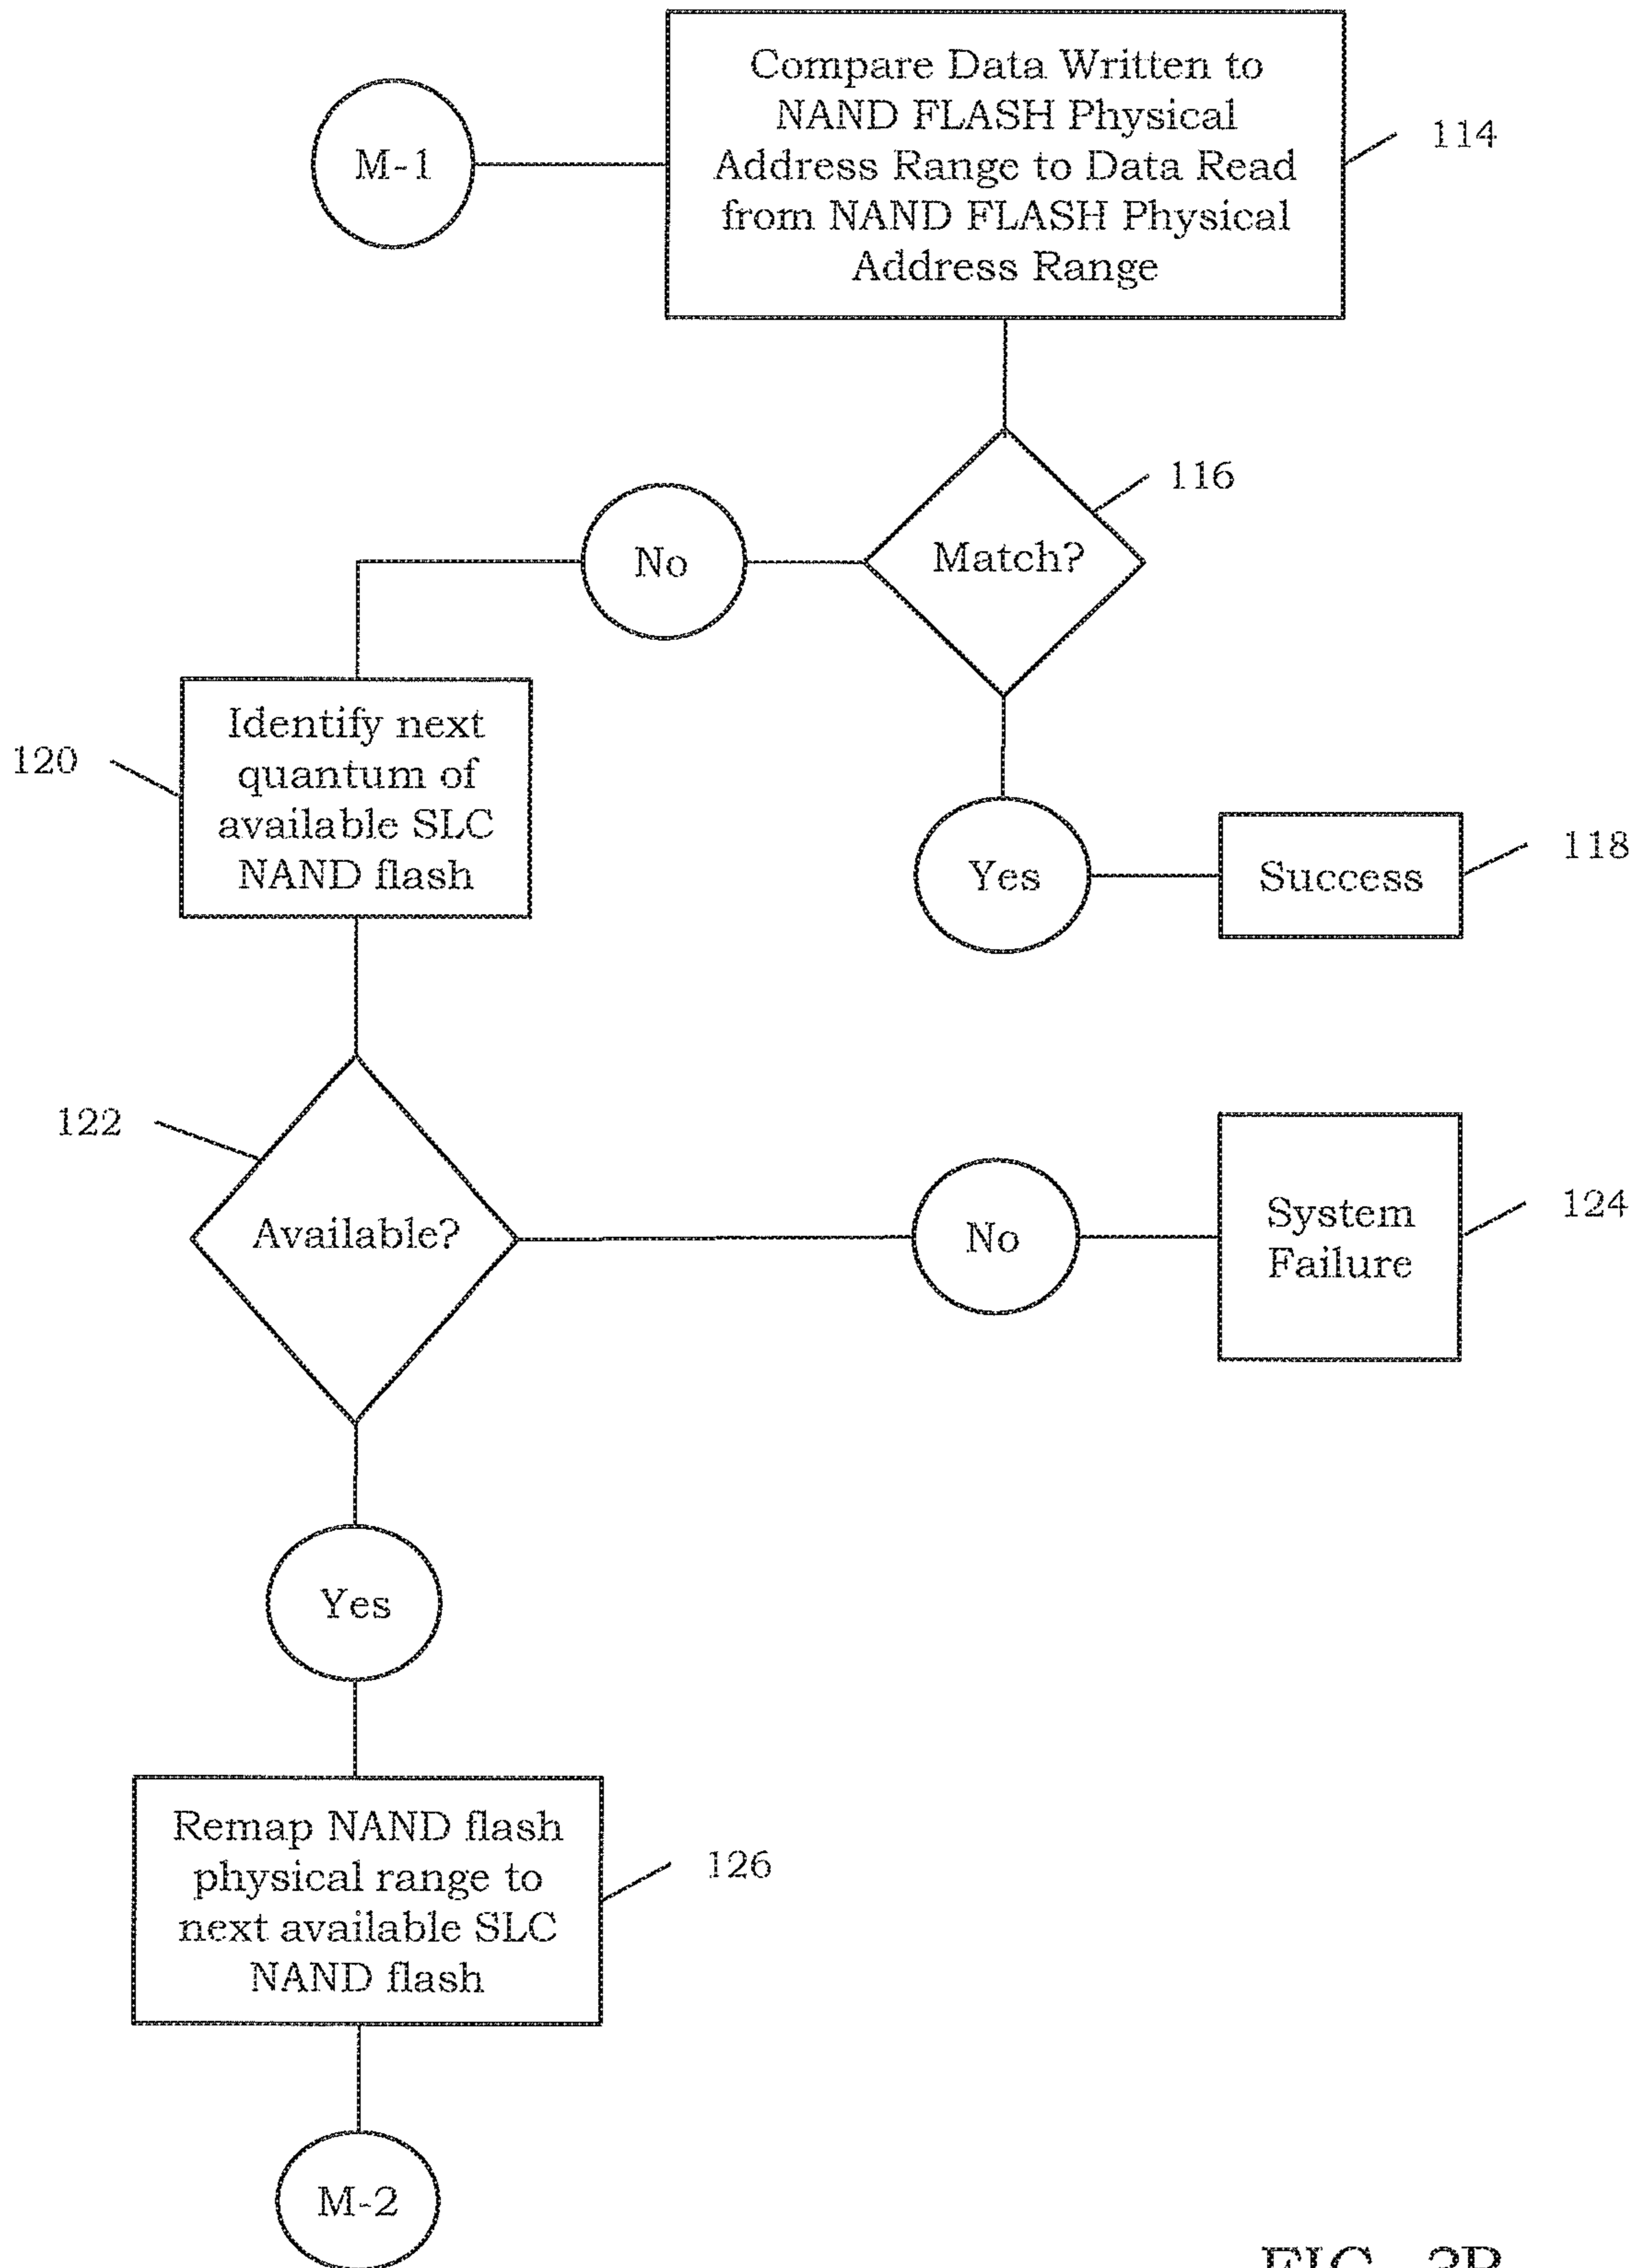 Compare Data Written to
NAND FLASH Physical
Address Range to Data Read
from NAND FLASH Physical
Address Range
M-1
114
116
Match?
No
Identify next
quantum of
available SLC
NAND flash
120
Yes
Success
118
122
Available?
No
System
Failure
124
Yes
Remap NAND flash
physical range to
next available SLC
NAND flash
126
M-2
FIG.